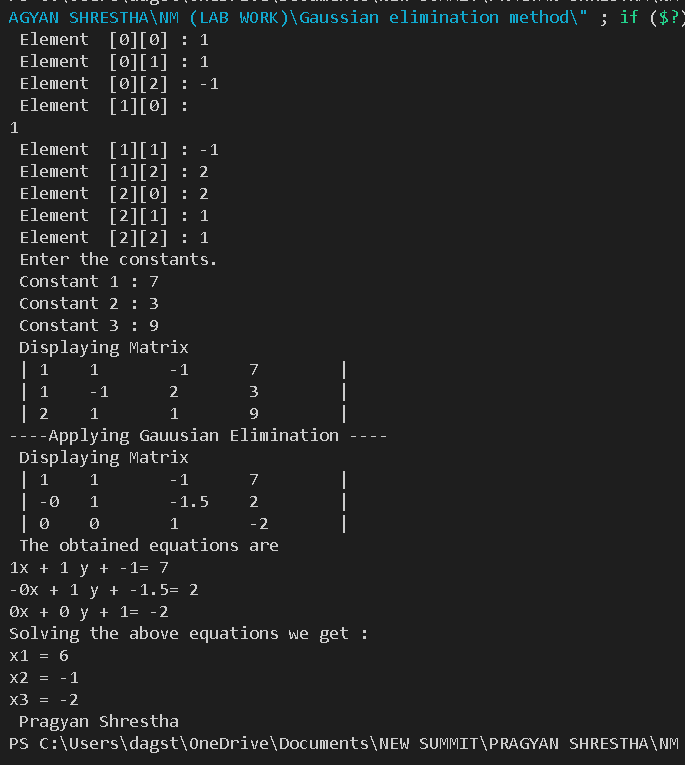 AGYAN SHRESTHA\NM (LAB WORK)\Gaussian elimination method\" ; if ($?)
Element [0][0] : 1
Element [0][1] : 1
Element [0][2] : -1
Element [1][0] :
1
Element [1][1] : -1
Element [1][2] : 2
Element [2][0] : 2
Element [2][1] : 1
Element [2][2] : 1
Enter the constants.
Constant 1 : 7
Constant 2 : 3
Constant 3 : 9
Displaying Matrix
| 1 1 -1 7 |
| 1 -1 2 3 |
| 2 1 1 9 |
----Applying Gauusian Elimination ----
Displaying Matrix
| 1 1 -1 7 |
| -0 1 -1.5 2 |
| 0 0 1 -2 |
The obtained equations are
1x + 1 y + -1= 7
-0x + 1 y + -1.5= 2
0x + 0 y + 1= -2
Solving the above equations we get :
x1 = 6
x2 = -1
x3 = -2
Pragyan Shrestha
PS C:\Users\dagst\OneDrive\Documents\NEW SUMMIT\PRAGYAN SHRESTHA\NM